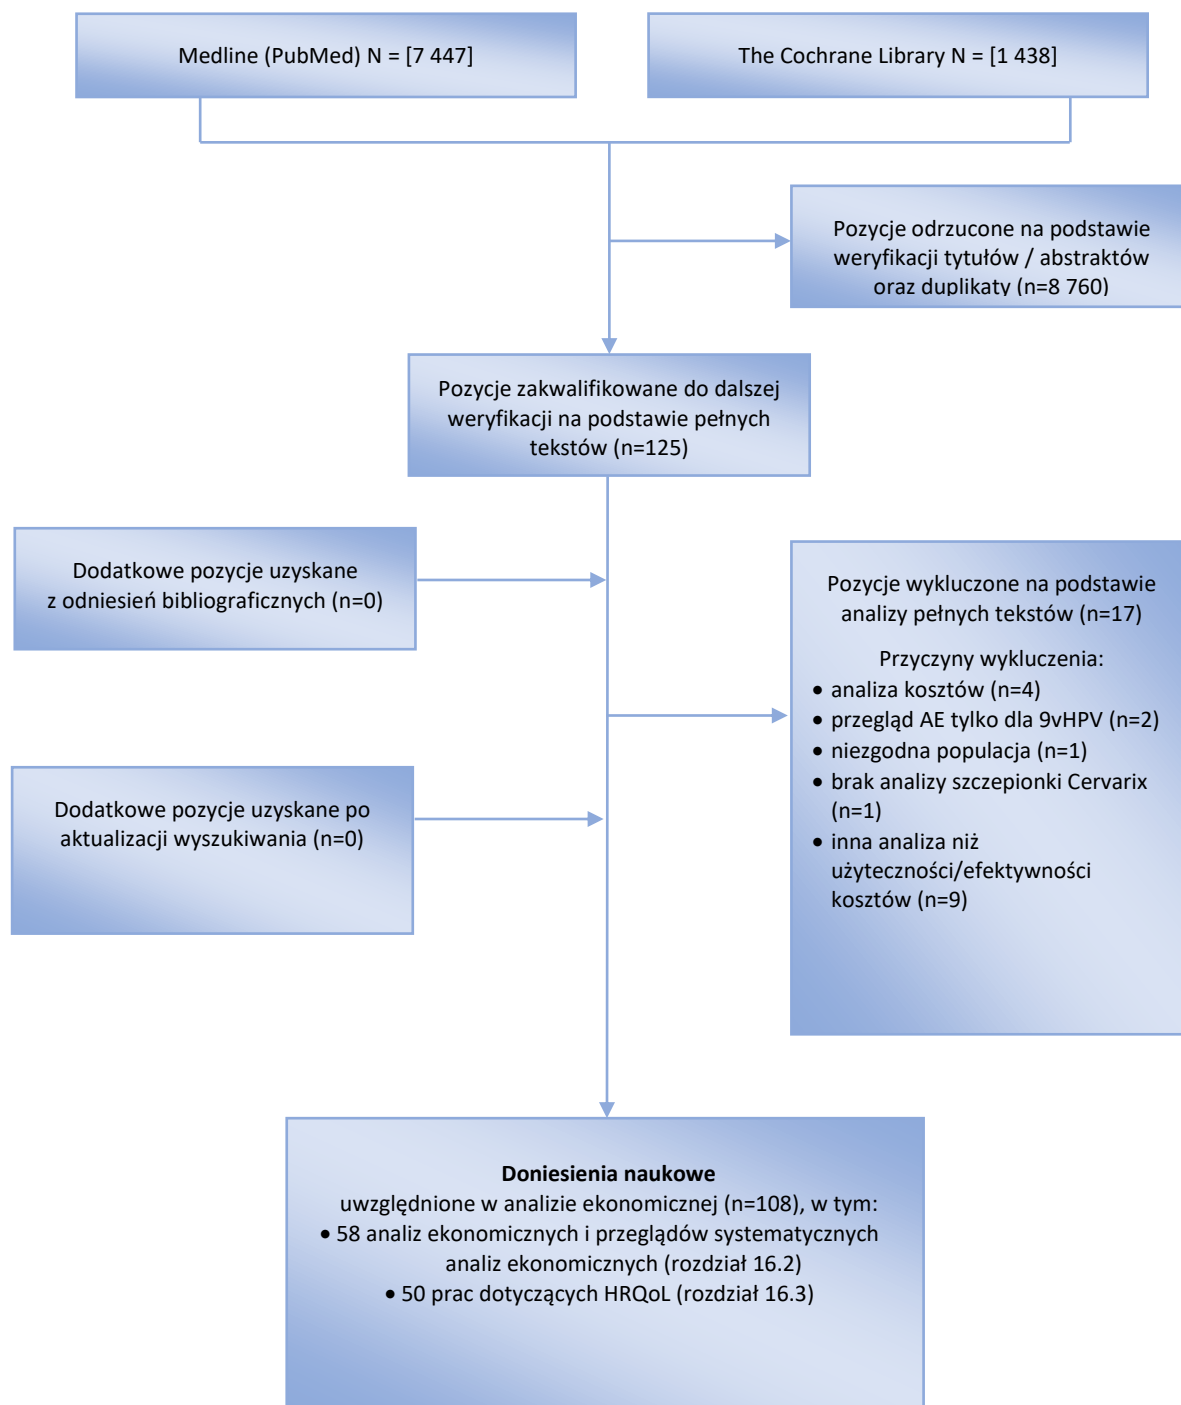 Medline (PubMed) N = [7 447]
The Cochrane Library N = [1 438]
Pozycje odrzucone na podstawie
weryfikacji tytułów / abstraktów
oraz duplikaty (n=8 760)
Pozycje zakwalifikowane do dalszej
weryfikacji na podstawie pełnych
tekstów (n=125)
Dodatkowe pozycje uzyskane
z odniesień bibliograficznych (n=0)
Pozycje wykluczone na podstawie
analizy pełnych tekstów (n=17)
Przyczyny wykluczenia:
• analiza kosztów (n=4)
• przegląd AE tylko dla 9vHPV (n=2)
• niezgodna populacja (n=1)
• brak analizy szczepionki Cervarix
(n=1)
• inna analiza niż
użyteczności/efektywności
kosztów (n=9)
Dodatkowe pozycje uzyskane po
aktualizacji wyszukiwania (n=0)
Doniesienia naukowe
uwzględnione w analizie ekonomicznej (n=108), w tym:
• 58 analiz ekonomicznych i przeglądów systematycznych
analiz ekonomicznych (rozdział 16.2)
• 50 prac dotyczących HRQoL (rozdział 16.3)